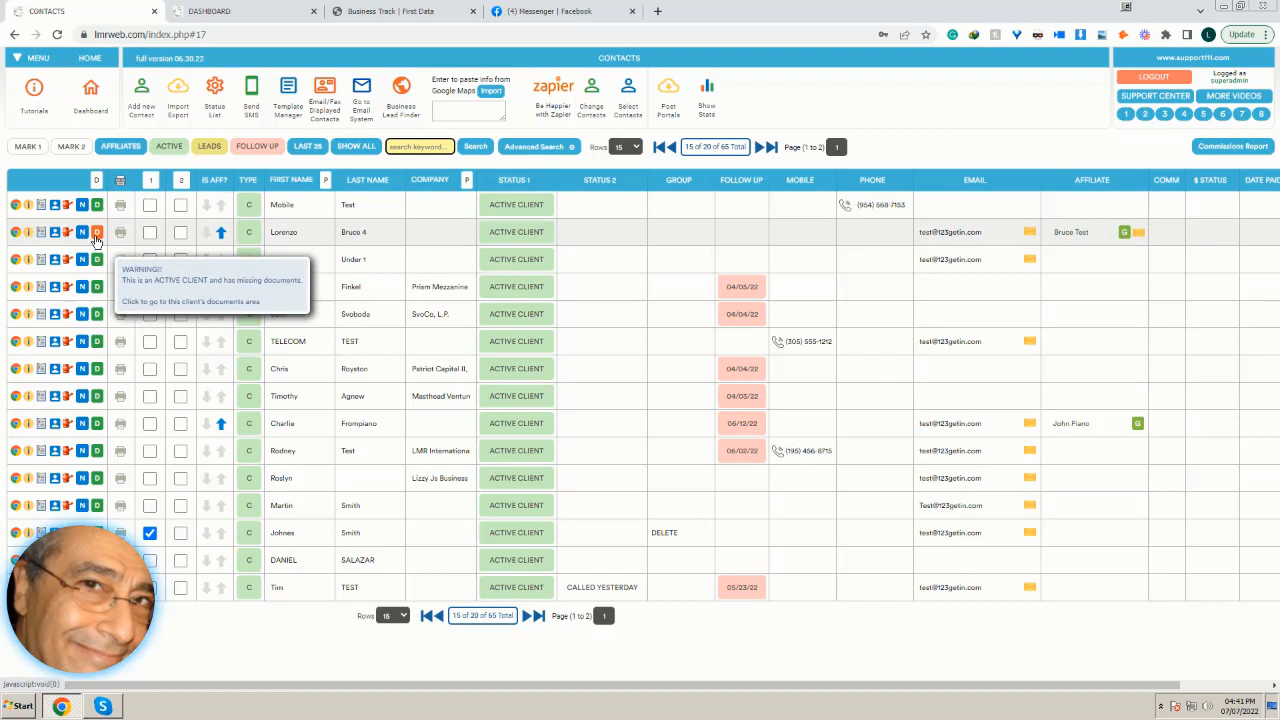 CONTACTS
DASHBOARD
Business Track | First Data
(4) Messenger | Facebook
lmrweb.com/index.php#17
L
Update
MENU
HOME
full version 06.30.22
CONTACTS
www.support111.com
Tutorials
Dashboard
Add new Contact
Import Export
Status List
Send SMS
Template Manager
Email/Fax Displayed Contacts
Go to Email System
Business Lead Finder
Enter to paste info from Google Maps Import
zapier
Be Happier with Zapier
Change Contacts
Select Contacts
Post Portals
Show Stats
LOGOUT
Logged as superadmin
SUPPORT CENTER
MORE VIDEOS
1 2 3 4 5 6 7 8
MARK 1
MARK 2
AFFILIATES
ACTIVE
LEADS
FOLLOW UP
LAST 25
SHOW ALL
search keyword...
Search
Advanced Search
Rows 15
15 of 20 of 65 Total
Page (1 to 2) 1
Commissions Report
D 1 2 IS AFF? TYPE FIRST NAME P LAST NAME COMPANY P STATUS 1 STATUS 2 GROUP FOLLOW UP MOBILE PHONE EMAIL AFFILIATE COMM $ STATUS DATE PAID
N D C Mobile Test ACTIVE CLIENT (954) 568-7153
N D C Lorenzo Bruce 4 ACTIVE CLIENT test@123getin.com Bruce Test G
N D Under 1 ACTIVE CLIENT test@123getin.com
WARNING!!
This is an ACTIVE CLIENT and has missing documents.
Click to go to this client's documents area
N D Finkel Prism Mezzanine ACTIVE CLIENT 04/05/22
N D Svoboda SvoCo, L.P. ACTIVE CLIENT 04/04/22
N D C TELECOM TEST ACTIVE CLIENT (305) 555-1212 test@123getin.com
N D C Chris Royston Patriot Capital II, ACTIVE CLIENT 04/04/22
N D C Timothy Agnew Masthead Ventun ACTIVE CLIENT 04/03/22
N D C Charlie Frompiano ACTIVE CLIENT 06/12/22 test@123getin.com John Piano G
N D C Rodney Test LMR Internationa ACTIVE CLIENT 06/02/22 (195) 456-8715 test@123getin.com
N D C Roslyn Lizzy Js Business ACTIVE CLIENT test@123getin.com
N D C Martin Smith ACTIVE CLIENT Test@123getin.com
C Johnes Smith ACTIVE CLIENT DELETE test@123getin.com
C DANIEL SALAZAR ACTIVE CLIENT
C Tim TEST ACTIVE CLIENT CALLED YESTERDAY 05/23/22 test@123getin.com
Rows 15
15 of 20 of 65 Total
Page (1 to 2) 1
javascript:void(0)
Start
04:41 PM
07/07/2022